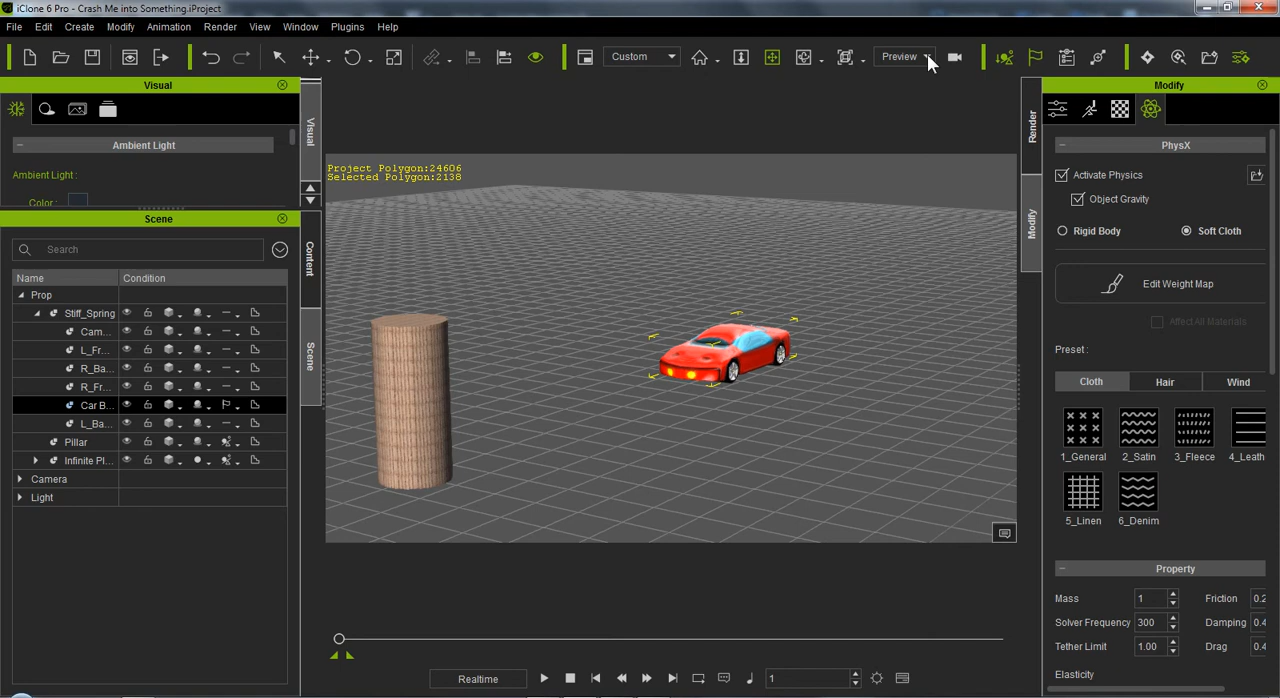 iClone 6 Pro - Crash Me into Something.iProject
File Edit Create Modify Animation Render View Window Plugins Help
Custom Preview
Visual
Ambient Light
Ambient Light :
Color :
Scene
Search
Name Condition
Prop
Stiff_Spring
Cam...
L_Fr...
R_Ba...
R_Fr...
Car B...
L_Ba...
Pillar
Infinite Pl...
Camera
Light
Visual
Content
Scene
Project Polygon:24606
Selected Polygon:2138
Realtime 1
Render
Modify
Modify
PhysX
Activate Physics
Object Gravity
Rigid Body Soft Cloth
Edit Weight Map
Affect All Materials
Preset :
Cloth Hair Wind
1_General 2_Satin 3_Fleece 4_Leath
5_Linen 6_Denim
Property
Mass 1 Friction 0.2
Solver Frequency 300 Damping 0.4
Tether Limit 1.00 Drag 0.4
Elasticity